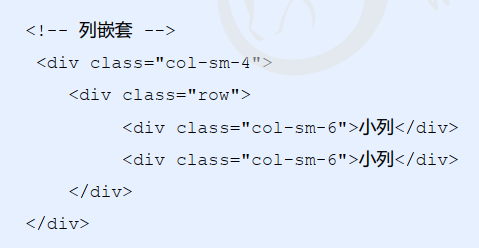 <!-- 列嵌套 -->
<div class="col-sm-4">
<div class="row">
<div class="col-sm-6">小列</div>
<div class="col-sm-6">小列</div>
</div>
</div>